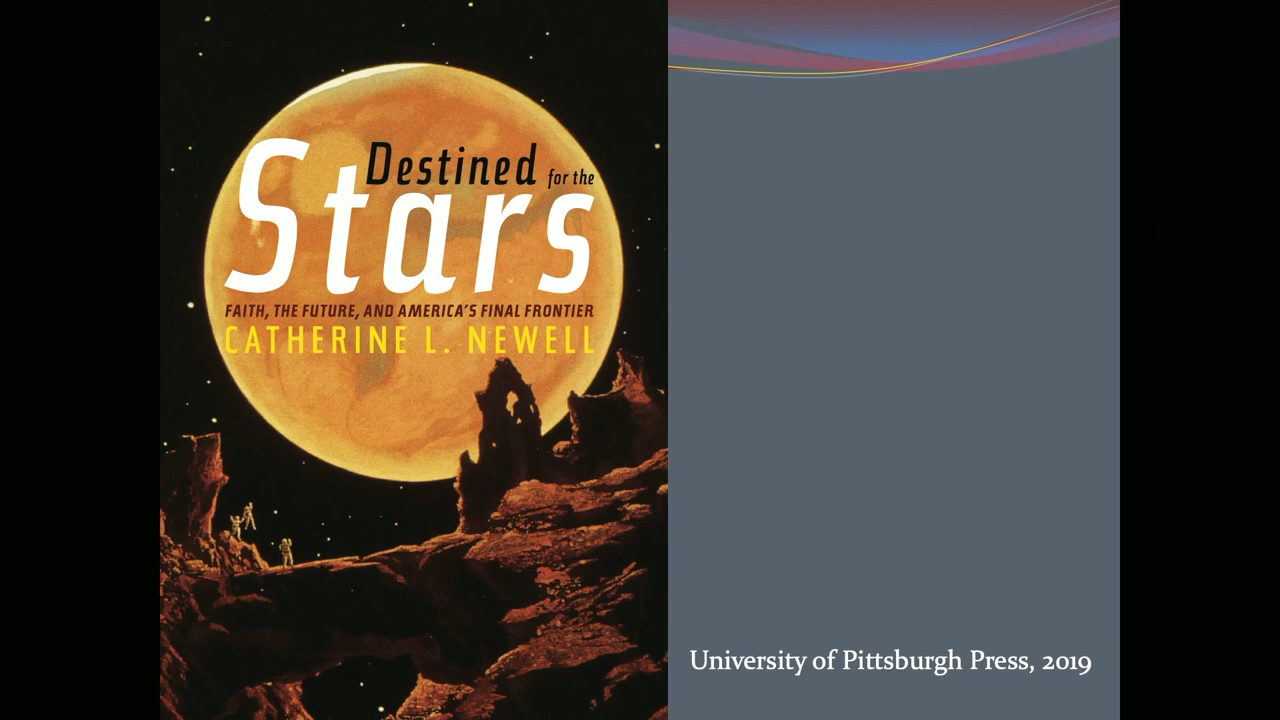 Destined for the
Stars
FAITH, THE FUTURE, AND AMERICA'S FINAL FRONTIER
CATHERINE L. NEWELL
University of Pittsburgh Press, 2019